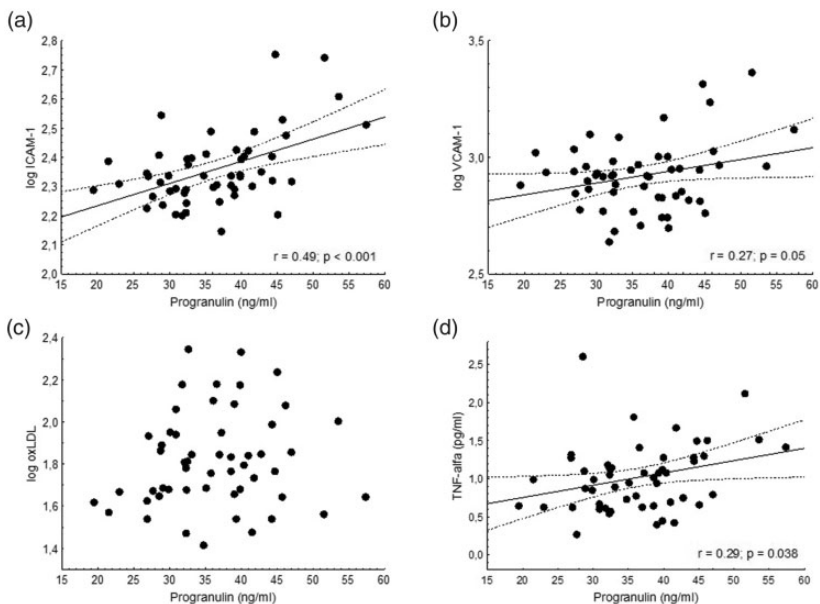 (a)
2,8
2,7
2,6
2,5
2,4
2,3
2,2
2,1
2,0
log ICAM-1
15 20 25 30 35 40 45 50 55 60
Progranulin (ng/ml)
r = 0.49; p < 0.001
(b)
3,5
3,0
2,5
log VCAM-1
15 20 25 30 35 40 45 50 55 60
Progranulin (ng/ml)
r = 0.27; p = 0.05
(c)
2,4
2,2
2,0
1,8
1,6
1,4
log oxLDL
15 20 25 30 35 40 45 50 55 60
Progranulin (ng/ml)
(d)
2,5
2,0
1,5
1,0
0,5
0,0
TNF-alfa (pg/ml)
15 20 25 30 35 40 45 50 55 60
Progranulin (ng/ml)
r = 0.29; p = 0.038